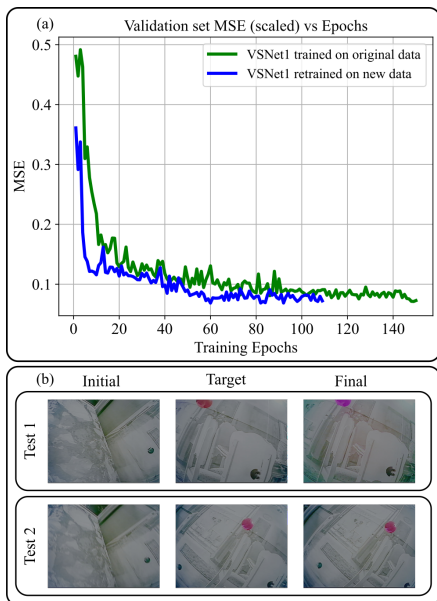 (a)
Validation set MSE (scaled) vs Epochs
0.5
0.4
0.3
0.2
0.1
MSE
VSNet1 trained on original data
VSNet1 retrained on new data
0 20 40 60 80 100 120 140
Training Epochs
(b)
Initial Target Final
Test 1
Test 2